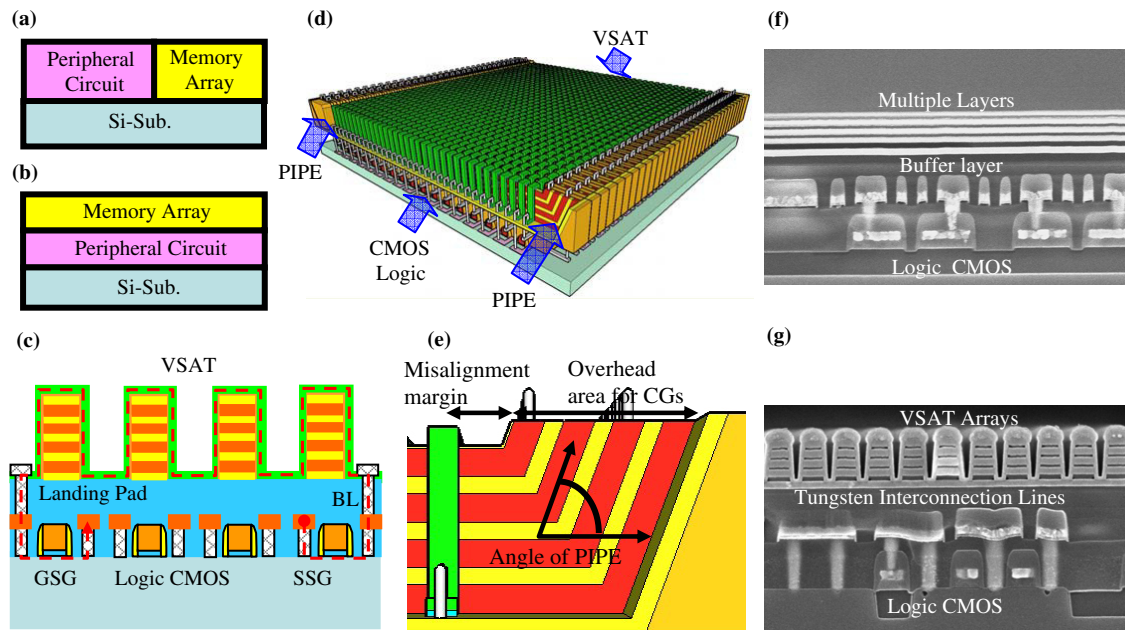 (a)
Peripheral
Circuit
Memory
Array
Si-Sub.
(b)
Memory Array
Peripheral Circuit
Si-Sub.
(c)
VSAT
Landing Pad
BL
GSG
Logic CMOS
SSG
(d)
VSAT
PIPE
CMOS
Logic
PIPE
(e)
Misalignment
margin
Overhead
area for CGs
Angle of PIPE
(f)
Multiple Layers
Buffer layer
Logic CMOS
(g)
VSAT Arrays
Tungsten Interconnection Lines
Logic CMOS